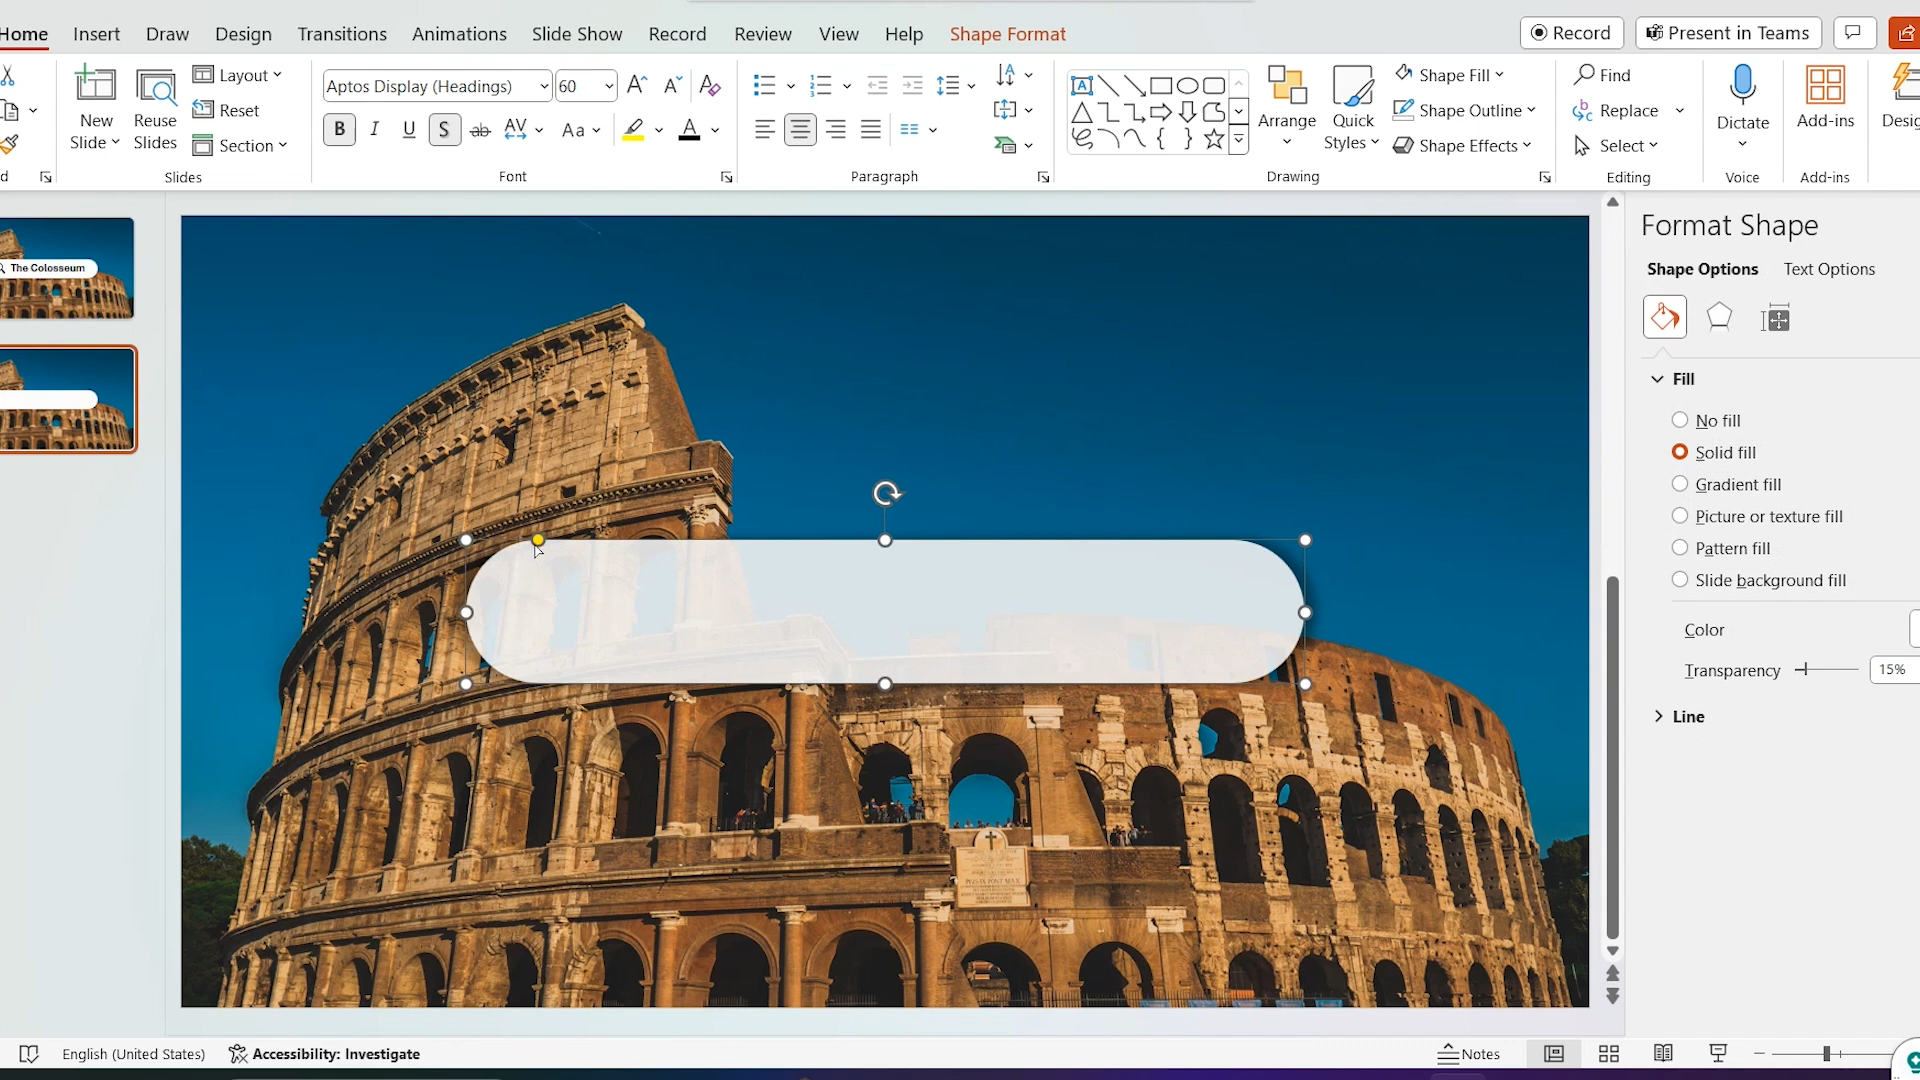 Home Insert Draw Design Transitions Animations Slide Show Record Review View Help Shape Format Record Present in Teams
New Slide
Reuse Slides
Layout
Reset
Section
Slides
Aptos Display (Headings) 60
B I U S ab AV Aa A
Font
Paragraph
Arrange
Quick Styles
Shape Fill
Shape Outline
Shape Effects
Drawing
Find
Replace
Select
Editing
Dictate
Voice
Add-ins
Add-ins
Desig
The Colosseum
Format Shape
Shape Options Text Options
Fill
No fill
Solid fill
Gradient fill
Picture or texture fill
Pattern fill
Slide background fill
Color
Transparency 15%
Line
English (United States) Accessibility: Investigate Notes